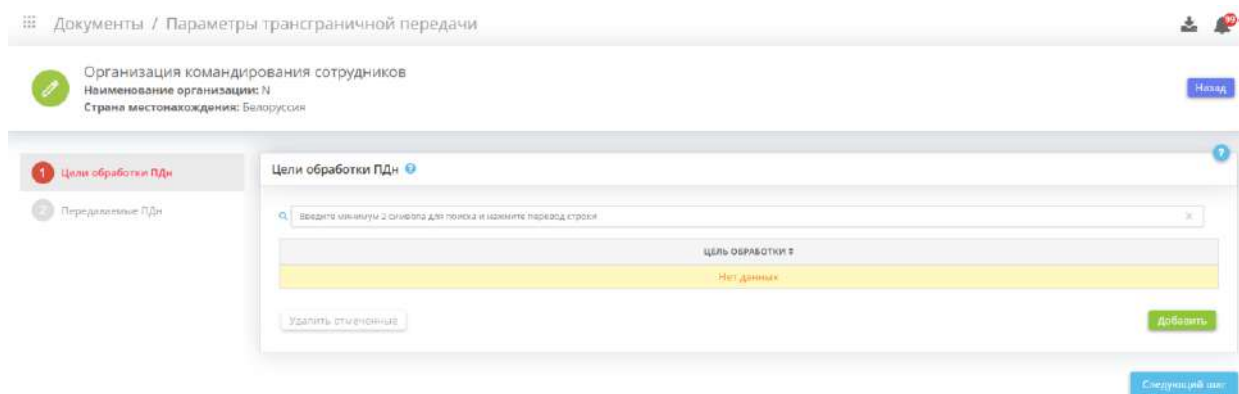 Документы / Параметры трансграничной передачи
99
Организация командирования сотрудников
Наименование организации: N
Страна местонахождения: Белоруссия
Назад
1 Цели обработки ПДн
2 Передаваемые ПДн
Цели обработки ПДн ?
?
Введите минимум 2 символа для поиска и нажмите перевод строки
ЦЕЛЬ ОБРАБОТКИ
Нет данных
Удалить отмеченные
Добавить
Следующий шаг